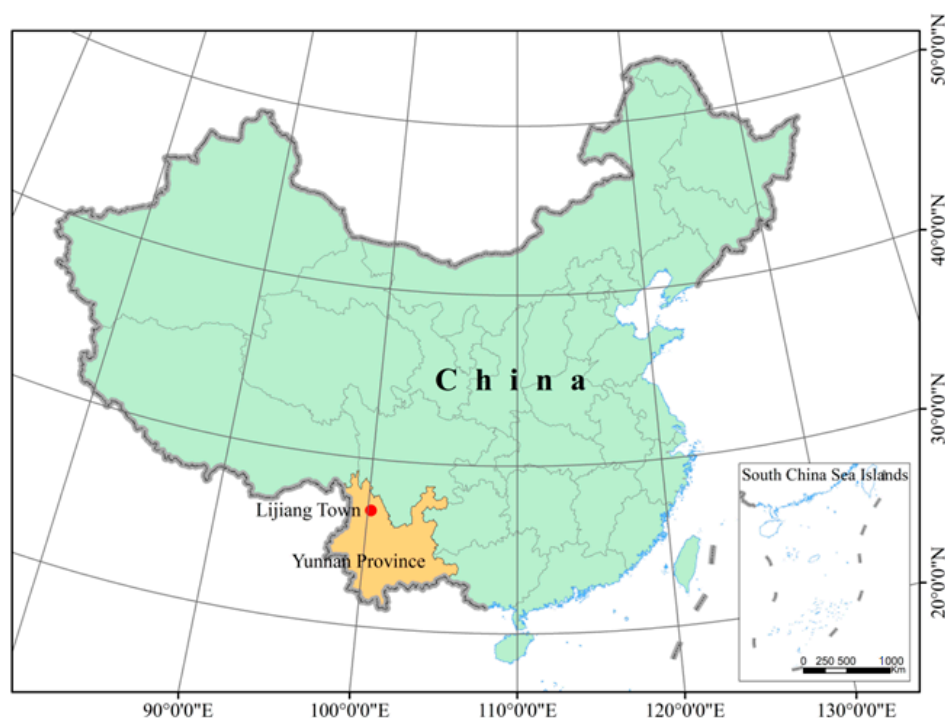 50°0'0"N
40°0'0"N
30°0'0"N
20°0'0"N
China
South China Sea Islands
Lijiang Town
Yunnan Province
0 250 500 1000
Km
90°0'0"E 100°0'0"E 110°0'0"E 120°0'0"E 130°0'0"E